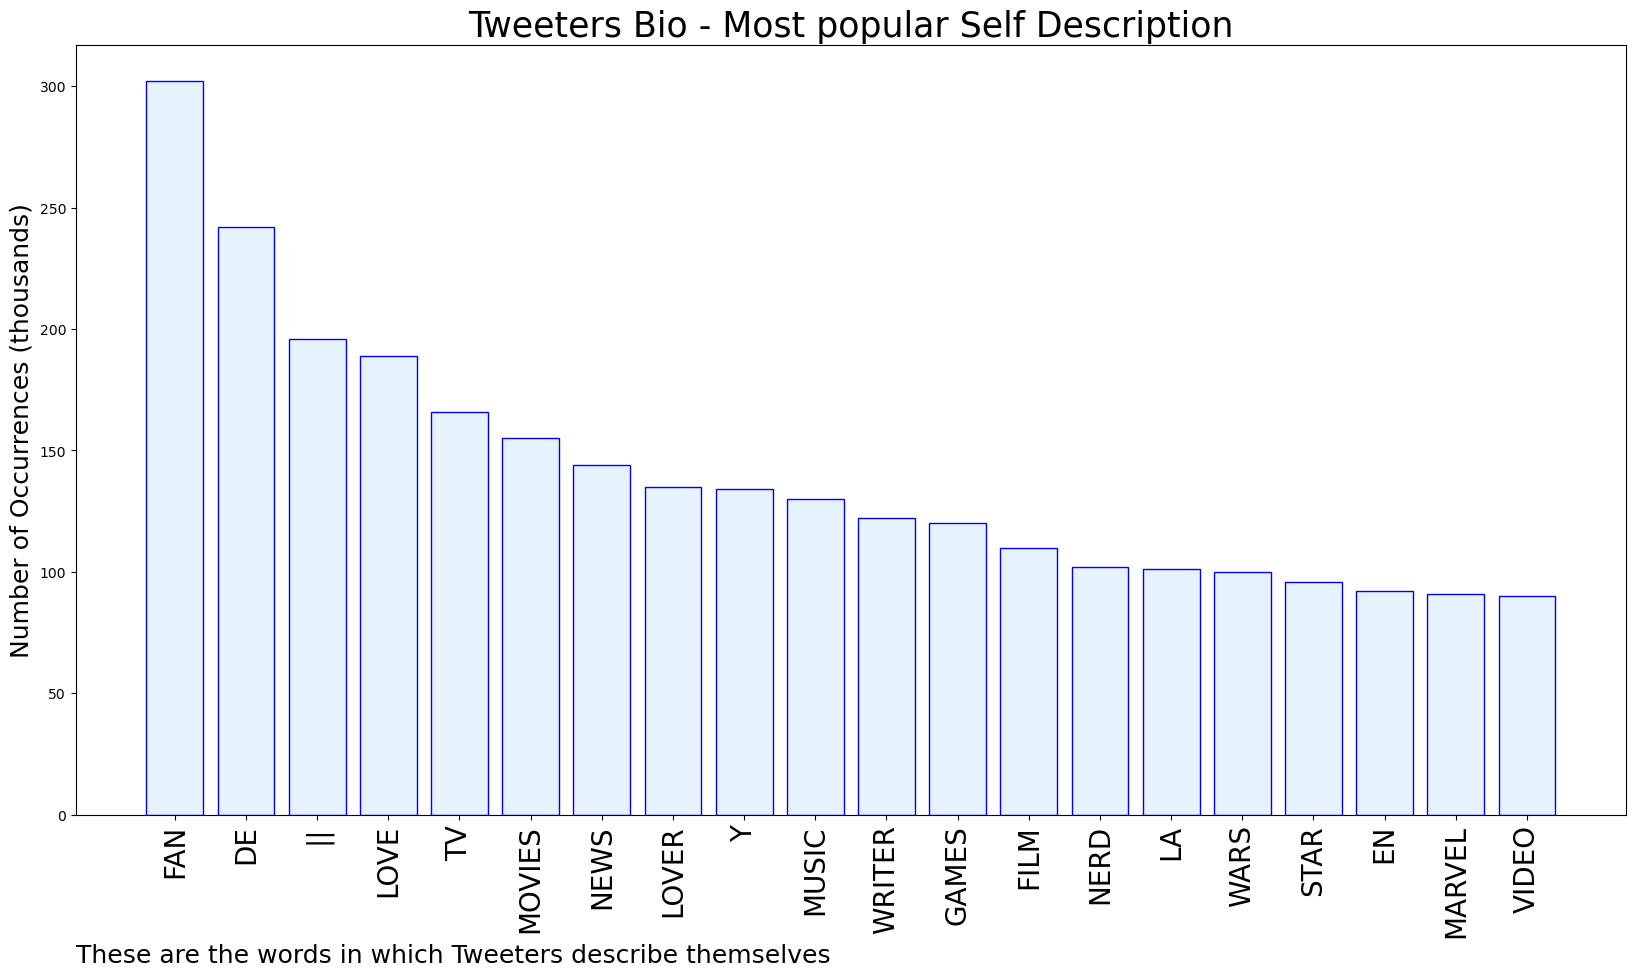 Tweeters Bio - Most popular Self Description
Number of Occurrences (thousands)
300
250
200
150
100
50
0
FAN
DE
||
LOVE
TV
MOVIES
NEWS
LOVER
Y
MUSIC
WRITER
GAMES
FILM
NERD
LA
WARS
STAR
EN
MARVEL
VIDEO
These are the words in which Tweeters describe themselves